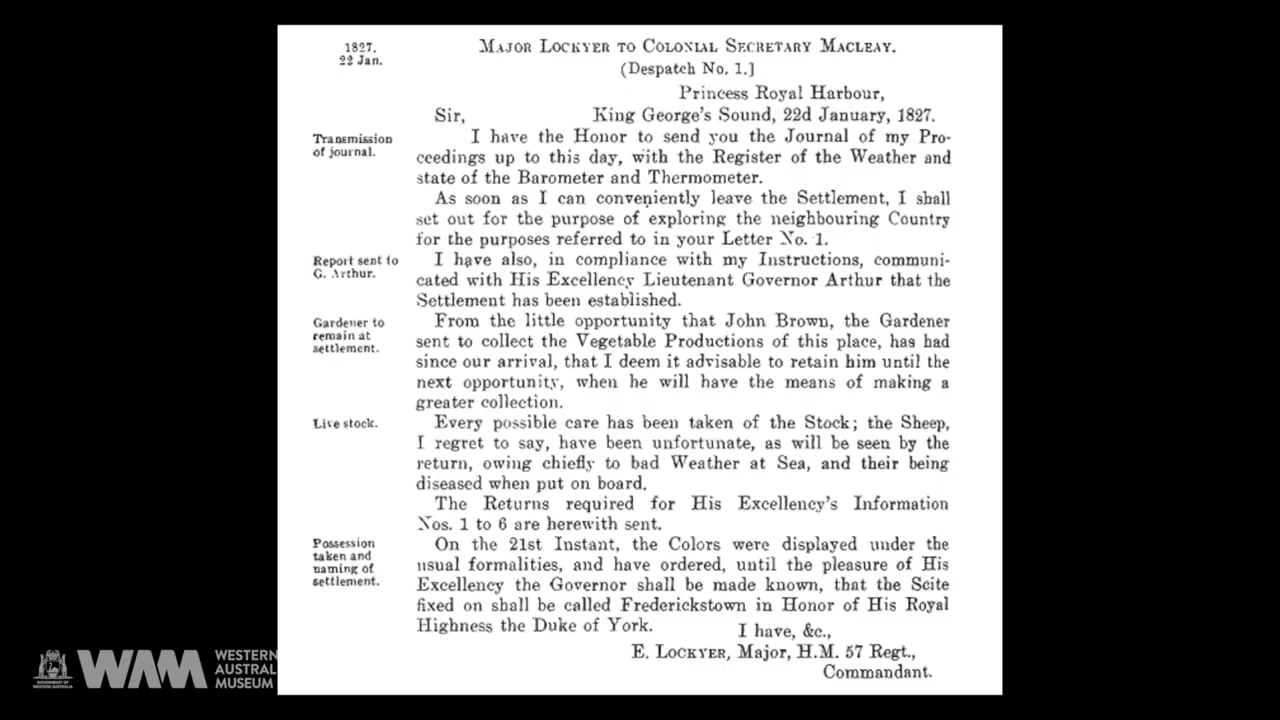 1827.
22 Jan.
MAJOR LOCKYER TO COLONIAL SECRETARY MACLEAY.
(Despatch No. 1.]
Princess Royal Harbour,
Sir, King George's Sound, 22d January, 1827.
Transmission
of journal.
I have the Honor to send you the Journal of my Pro-
ceedings up to this day, with the Register of the Weather and
state of the Barometer and Thermometer.
As soon as I can conveniently leave the Settlement, I shall
set out for the purpose of exploring the neighbouring Country
for the purposes referred to in your Letter No. 1.
Report sent to
G. Arthur.
I have also, in compliance with my Instructions, communi-
cated with His Excellency Lieutenant Governor Arthur that the
Settlement has been established.
Gardener to
remain at
settlement.
From the little opportunity that John Brown, the Gardener
sent to collect the Vegetable Productions of this place, has had
since our arrival, that I deem it advisable to retain him until the
next opportunity, when he will have the means of making a
greater collection.
Live stock.
Every possible care has been taken of the Stock; the Sheep,
I regret to say, have been unfortunate, as will be seen by the
return, owing chiefly to bad Weather at Sea, and their being
diseased when put on board.
The Returns required for His Excellency's Information
Nos. 1 to 6 are herewith sent.
Possession
taken and
naming of
settlement.
On the 21st Instant, the Colors were displayed under the
usual formalities, and have ordered, until the pleasure of His
Excellency the Governor shall be made known, that the Scite
fixed on shall be called Frederickstown in Honor of His Royal
Highness the Duke of York.
I have, &c.,
E. LOCKYER, Major, H.M. 57 Regt.,
Commandant.
GOVERNMENT OF
WESTERN AUSTRALIA
WAM
WESTERN
AUSTRAL
MUSEUM